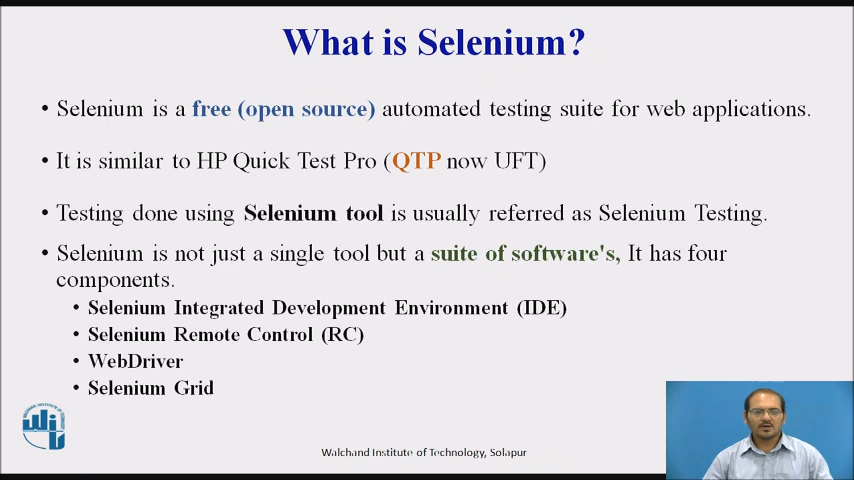 What is Selenium?
• Selenium is a free (open source) automated testing suite for web applications.
• It is similar to HP Quick Test Pro (QTP now UFT)
• Testing done using Selenium tool is usually referred as Selenium Testing.
• Selenium is not just a single tool but a suite of software's, It has four
components.
• Selenium Integrated Development Environment (IDE)
• Selenium Remote Control (RC)
• WebDriver
• Selenium Grid
Walchand Institute of Technology, Solapur